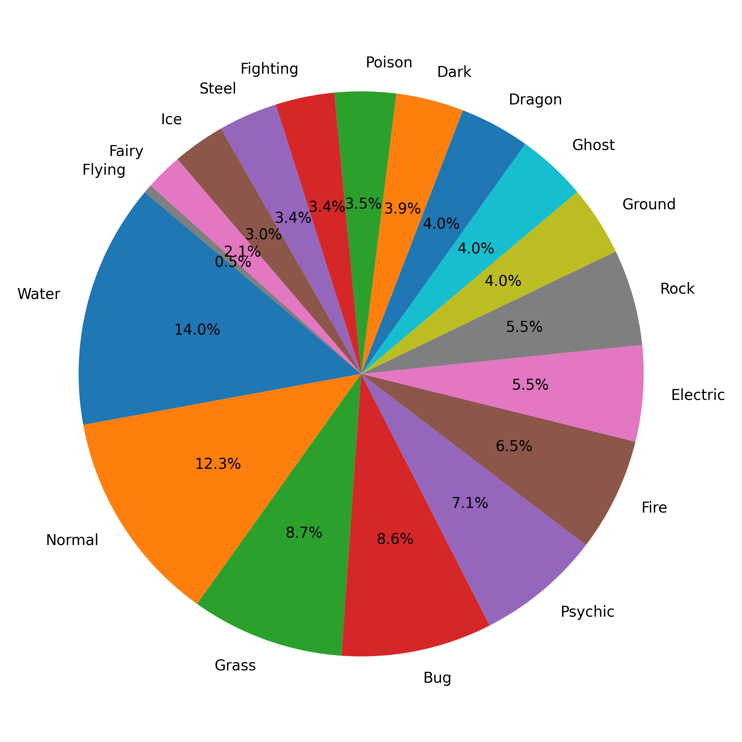 Poison
Fighting
Dark
Steel
Dragon
Ice
Ghost
Fairy
Flying
Ground
3.4%
3.5%
3.9%
3.4%
4.0%
3.0%
4.0%
2.1%
0.5%
4.0%
Rock
Water
14.0%
5.5%
5.5%
Electric
12.3%
6.5%
7.1%
Fire
8.7%
8.6%
Normal
Psychic
Grass
Bug